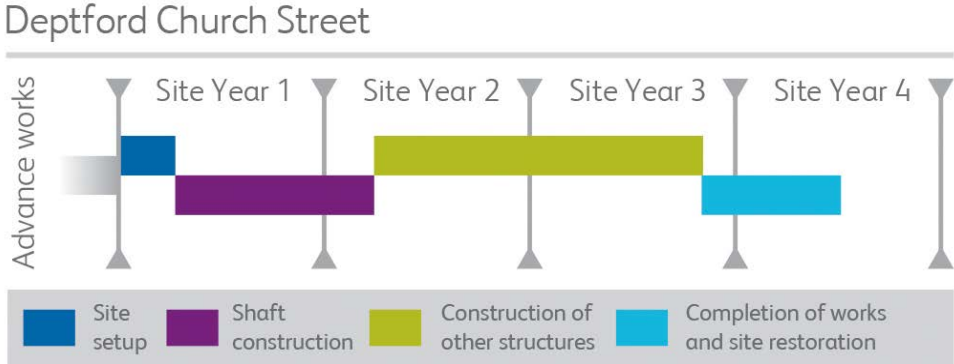 Deptford Church Street
Advance works
Site Year 1
Site Year 2
Site Year 3
Site Year 4
Site
setup
Shaft
construction
Construction of
other structures
Completion of works
and site restoration